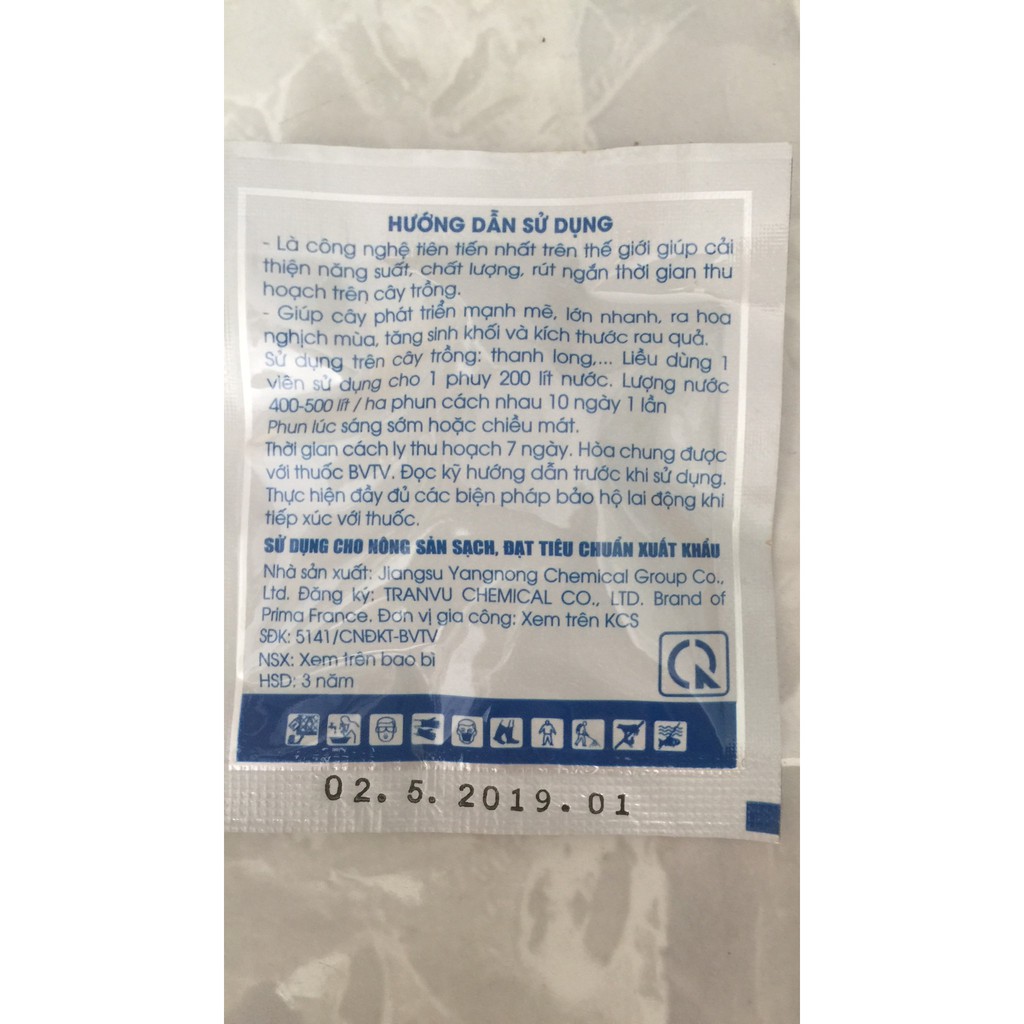 HƯỚNG DẪN SỬ DỤNG
- Là công nghệ tiên tiến nhất trên thế giới giúp cải
thiện năng suất, chất lượng, rút ngắn thời gian thu
hoạch trên cây trồng.
- Giúp cây phát triển mạnh mẽ, lớn nhanh, ra hoa
nghịch mùa, tăng sinh khối và kích thước rau quả.
Sử dụng trên cây trồng: thanh long,... Liều dùng 1
viên sử dụng cho 1 phuy 200 lít nước. Lượng nước
400-500 lít / ha phun cách nhau 10 ngày 1 lần
Phun lúc sáng sớm hoặc chiều mát.
Thời gian cách ly thu hoạch 7 ngày. Hòa chung được
với thuốc BVTV. Đọc kỹ hướng dẫn trước khi sử dụng.
Thực hiện đầy đủ các biện pháp bảo hộ lai động khi
tiếp xúc với thuốc.
SỬ DỤNG CHO NÔNG SẢN SẠCH, ĐẠT TIÊU CHUẨN XUẤT KHẨU
Nhà sản xuất: Jiangsu Yangnong Chemical Group Co.,
Ltd. Đăng ký: TRANVU CHEMICAL CO., LTD. Brand of
Prima France. Đơn vị gia công: Xem trên KCS
SĐK: 5141/CNĐKT-BVTV
NSX: Xem trên bao bì
HSD: 3 năm
02. 5. 2019.01